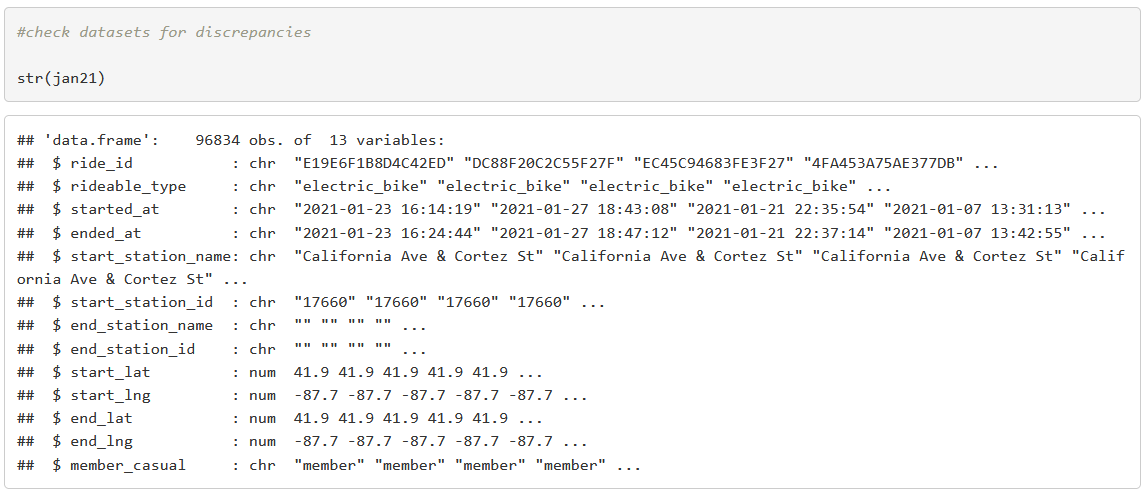 #check datasets for discrepancies
str(jan21)
## 'data.frame':    96834 obs. of  13 variables:
##  $ ride_id           : chr  "E19E6F1B8D4C42ED" "DC88F20C2C55F27F" "EC45C94683FE3F27" "4FA453A75AE377DB" ...
##  $ rideable_type     : chr  "electric_bike" "electric_bike" "electric_bike" "electric_bike" ...
##  $ started_at        : chr  "2021-01-23 16:14:19" "2021-01-27 18:43:08" "2021-01-21 22:35:54" "2021-01-07 13:31:13" ...
##  $ ended_at          : chr  "2021-01-23 16:24:44" "2021-01-27 18:47:12" "2021-01-21 22:37:14" "2021-01-07 13:42:55" ...
##  $ start_station_name: chr  "California Ave & Cortez St" "California Ave & Cortez St" "California Ave & Cortez St" "Calif
ornia Ave & Cortez St" ...
##  $ start_station_id  : chr  "17660" "17660" "17660" "17660" ...
##  $ end_station_name  : chr  "" "" "" "" ...
##  $ end_station_id    : chr  "" "" "" "" ...
##  $ start_lat         : num  41.9 41.9 41.9 41.9 41.9 ...
##  $ start_lng         : num  -87.7 -87.7 -87.7 -87.7 -87.7 ...
##  $ end_lat           : num  41.9 41.9 41.9 41.9 41.9 ...
##  $ end_lng           : num  -87.7 -87.7 -87.7 -87.7 -87.7 ...
##  $ member_casual     : chr  "member" "member" "member" "member" ...